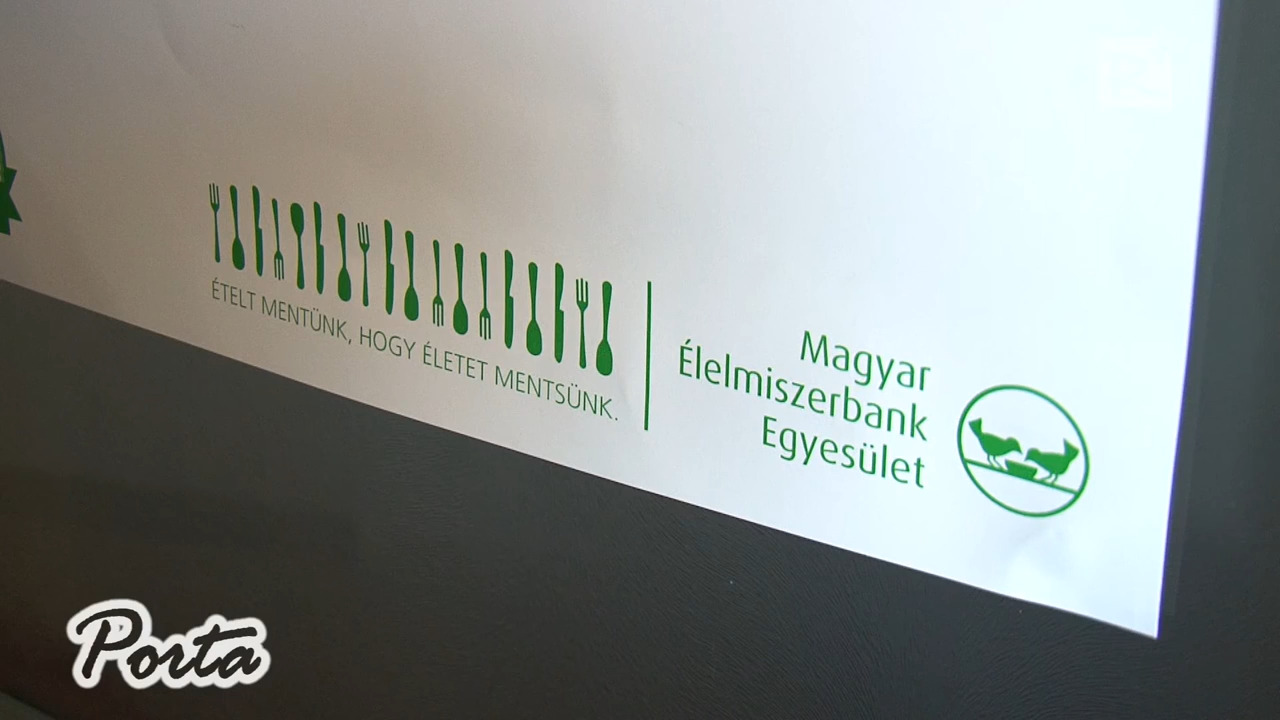 ÉTELT MENTÜNK, HOGY ÉLETET MENTSÜNK.
Magyar
Élelmiszerbank
Egyesület
Porta